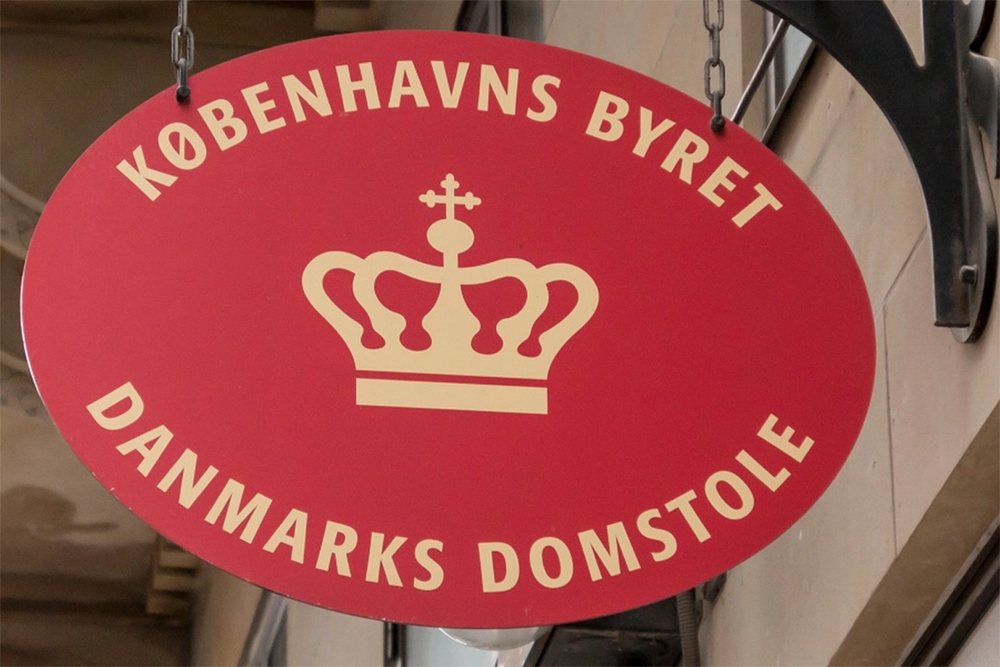 KØBENHAVNS BYRET
DANMARKS DOMSTOLE